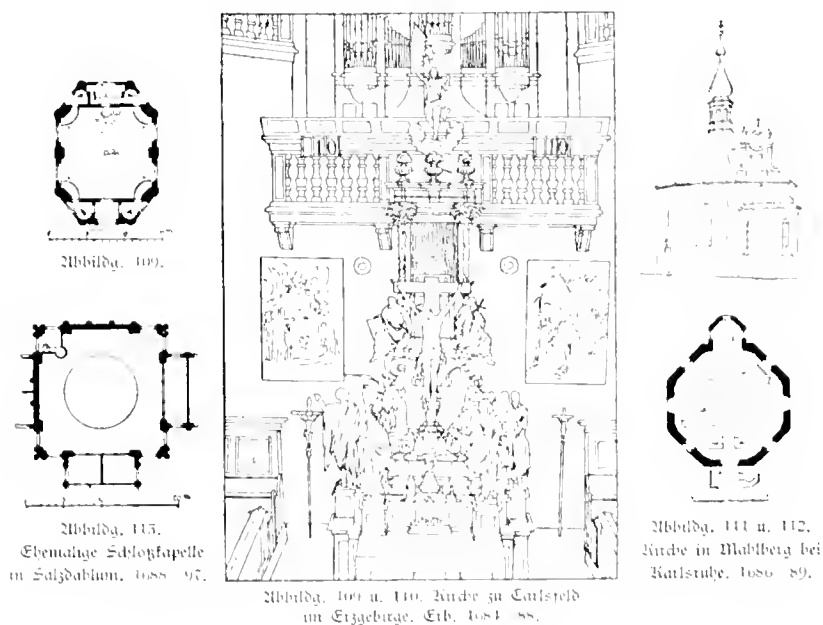 Abbildg. 109.
Abbildg. 113.
Ehemalige Schloßkapelle
in Salzdahlum. 1688–97.
Abbildg. 109 u. 110. Kirche zu Carlsfeld
im Erzgebirge. Erb. 1684–88.
Abbildg. 111 u. 112.
Kirche in Mahlberg bei
Karlsruhe. 1686–89.